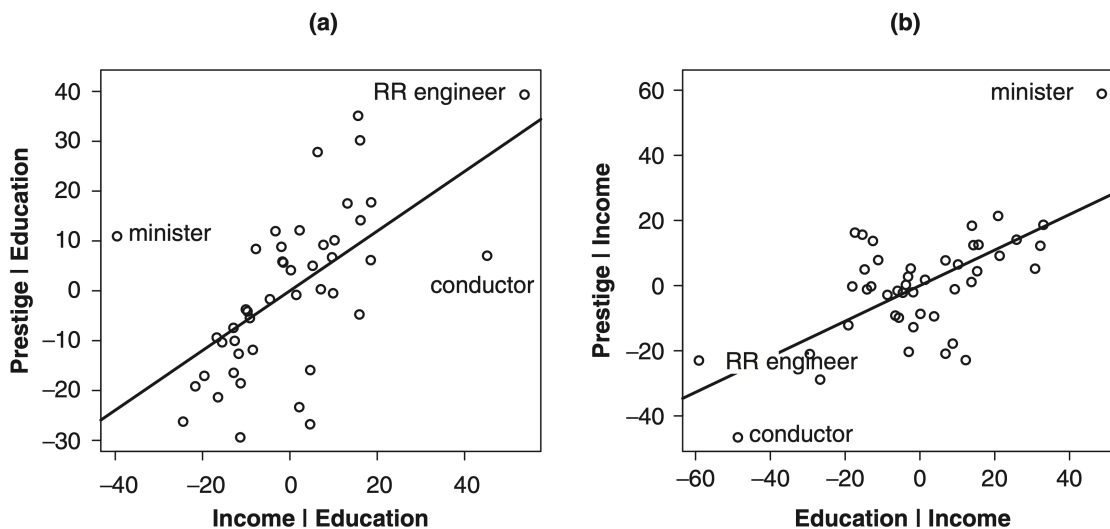 (a)
Prestige | Education
40
30
20
10
0
−10
−20
−30
RR engineer
minister
conductor
−40
−20
0
20
40
Income | Education
(b)
Prestige | Income
60
40
20
0
−20
−40
minister
RR engineer
conductor
−60
−40
−20
0
20
40
Education | Income